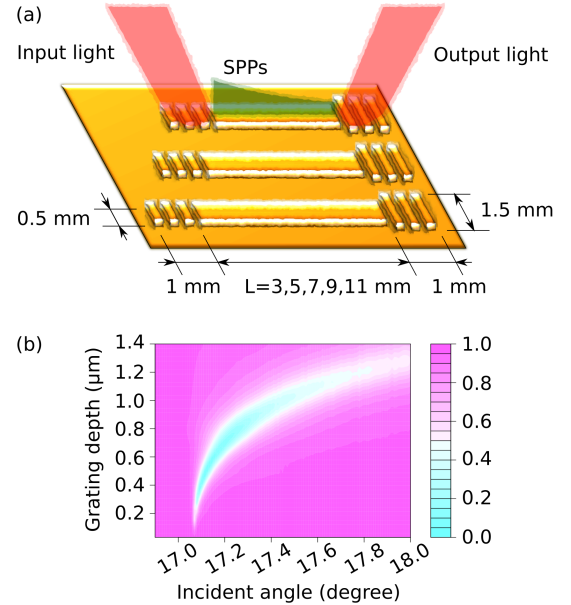 (a)
Input light
SPPs
Output light
0.5 mm
1.5 mm
1 mm
L=3,5,7,9,11 mm
1 mm
(b)
Grating depth (μm)
1.4
1.2
1.0
0.8
0.6
0.4
0.2
17.0
17.2
17.4
17.6
17.8
18.0
Incident angle (degree)
1.0
0.8
0.6
0.4
0.2
0.0